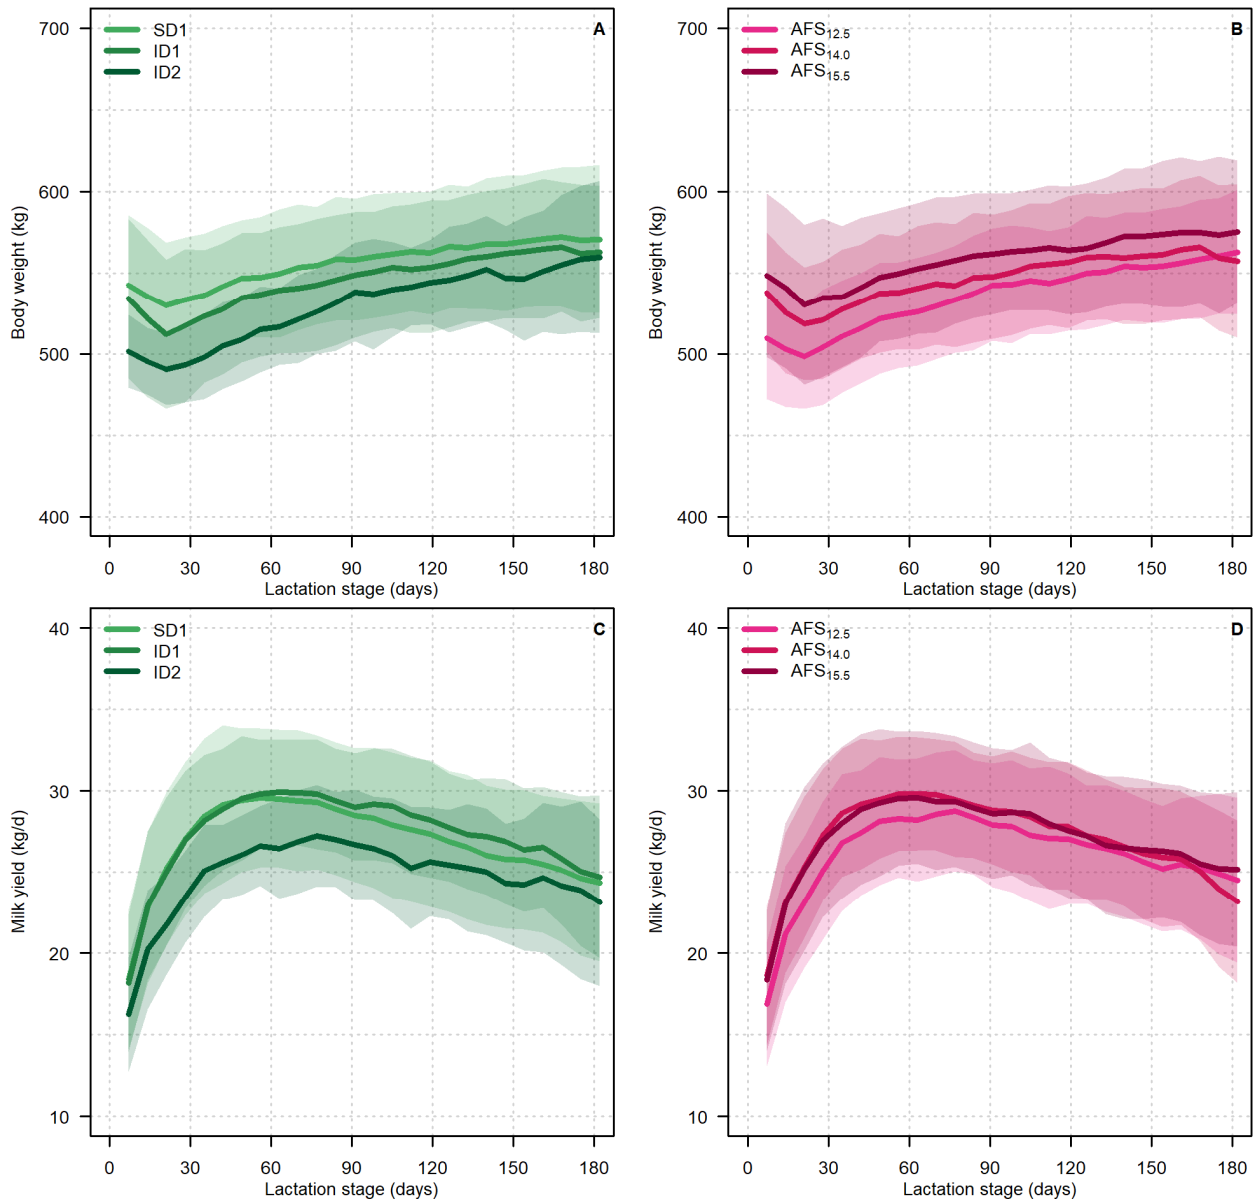 A
SD1
ID1
ID2
Body weight (kg)
700
600
500
400
0 30 60 90 120 150 180
Lactation stage (days)
B
AFS12.5
AFS14.0
AFS15.5
Body weight (kg)
700
600
500
400
0 30 60 90 120 150 180
Lactation stage (days)
C
SD1
ID1
ID2
Milk yield (kg/d)
40
30
20
10
0 30 60 90 120 150 180
Lactation stage (days)
D
AFS12.5
AFS14.0
AFS15.5
Milk yield (kg/d)
40
30
20
10
0 30 60 90 120 150 180
Lactation stage (days)